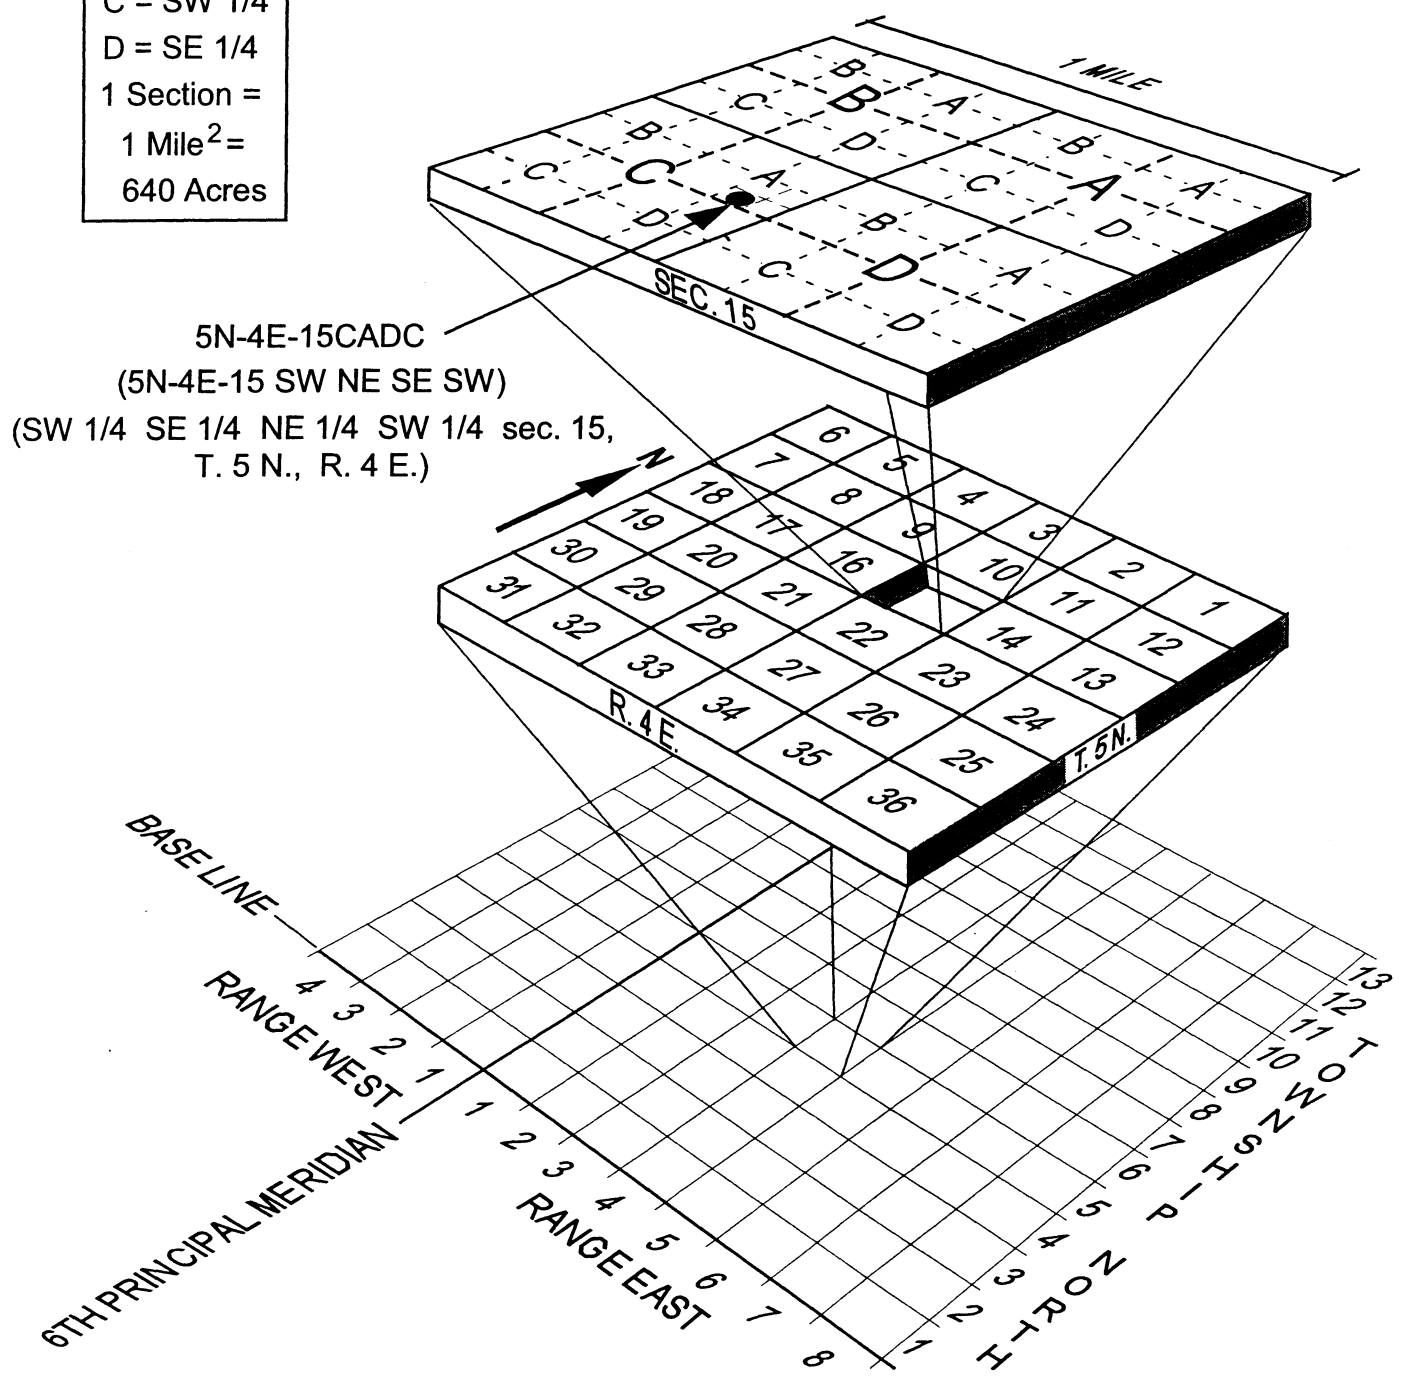 C = SW 1/4
D = SE 1/4
1 Section =
1 Mile2 =
640 Acres
1 MILE
B
C B A
B D B
C C A C A A
D B D
C D A
D
SEC. 15
5N-4E-15CADC
(5N-4E-15 SW NE SE SW)
(SW 1/4 SE 1/4 NE 1/4 SW 1/4 sec. 15,
T. 5 N., R. 4 E.)
N
6 5 4 3 2 1
7 8 9 10 11 12
18 17 16 14 13
19 20 21 22 23 24
30 29 28 27 26 25
31 32 33 34 35 36
R. 4 E.
T. 5 N.
BASE LINE
4 3 2 1
RANGE WEST
6TH PRINCIPAL MERIDIAN
1 2 3 4 5 6 7 8
RANGE EAST
13
12
11
10
9
8
7
6
5
4
3
2
1
TOWNSHIP NORTH